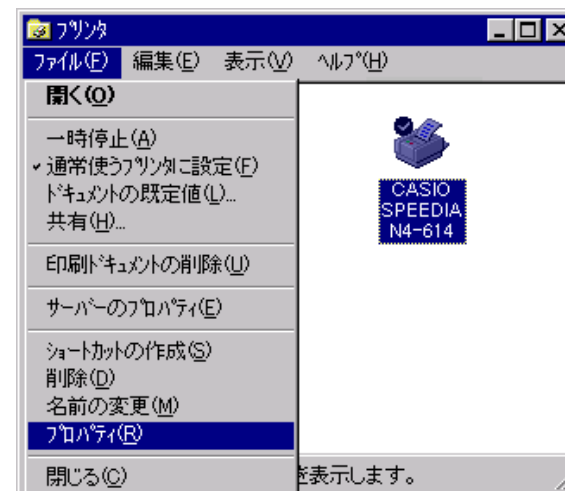 プリンタ
ファイル(F) 編集(E) 表示(V) ヘルプ(H)
開く(O)
一時停止(A)
通常使うプリンタに設定(F)
ドキュメントの既定値(L)...
共有(H)...
印刷ドキュメントの削除(U)
サーバーのプロパティ(E)
ショートカットの作成(S)
削除(D)
名前の変更(M)
プロパティ(R)
閉じる(C)
CASIO
SPEEDIA
N4-614
を表示します。